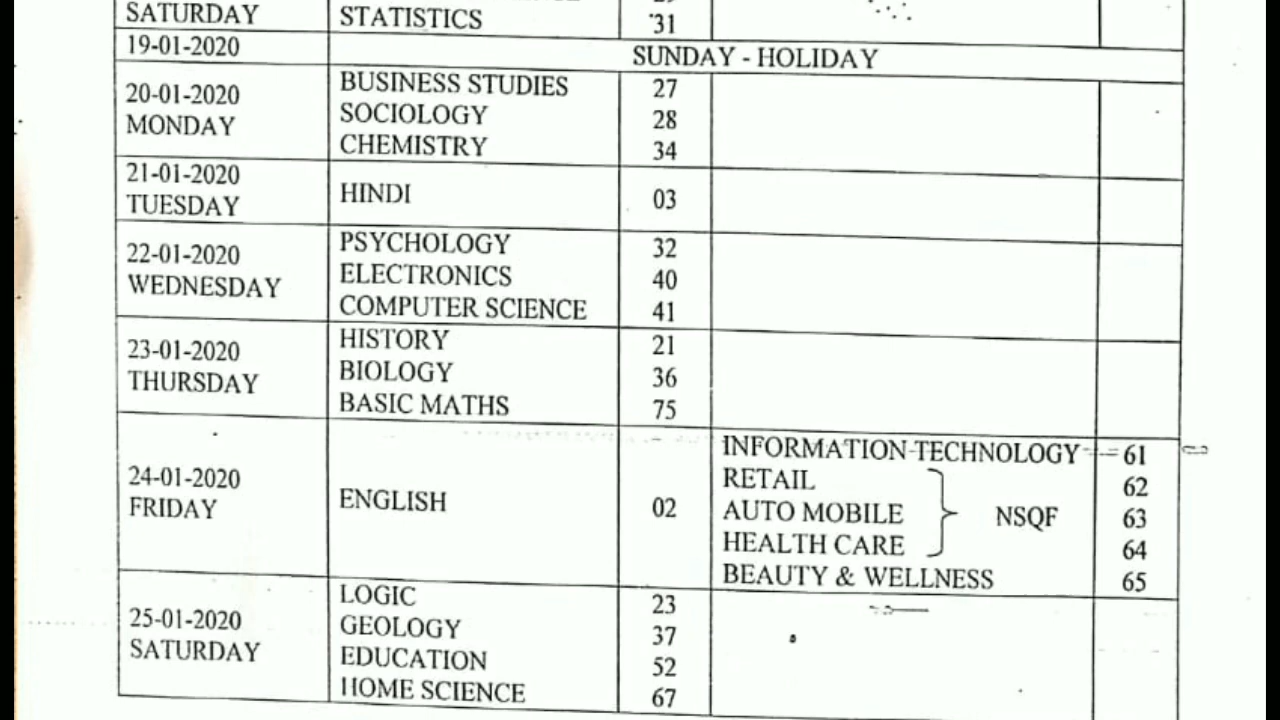 SATURDAY STATISTICS 31
19-01-2020 SUNDAY - HOLIDAY
20-01-2020 MONDAY
BUSINESS STUDIES 27
SOCIOLOGY 28
CHEMISTRY 34
21-01-2020 TUESDAY
HINDI 03
22-01-2020 WEDNESDAY
PSYCHOLOGY 32
ELECTRONICS 40
COMPUTER SCIENCE 41
23-01-2020 THURSDAY
HISTORY 21
BIOLOGY 36
BASIC MATHS 75
24-01-2020 FRIDAY
ENGLISH 02
INFORMATION TECHNOLOGY 61
RETAIL 62
AUTO MOBILE NSQF 63
HEALTH CARE 64
BEAUTY & WELLNESS 65
25-01-2020 SATURDAY
LOGIC 23
GEOLOGY 37
EDUCATION 52
HOME SCIENCE 67